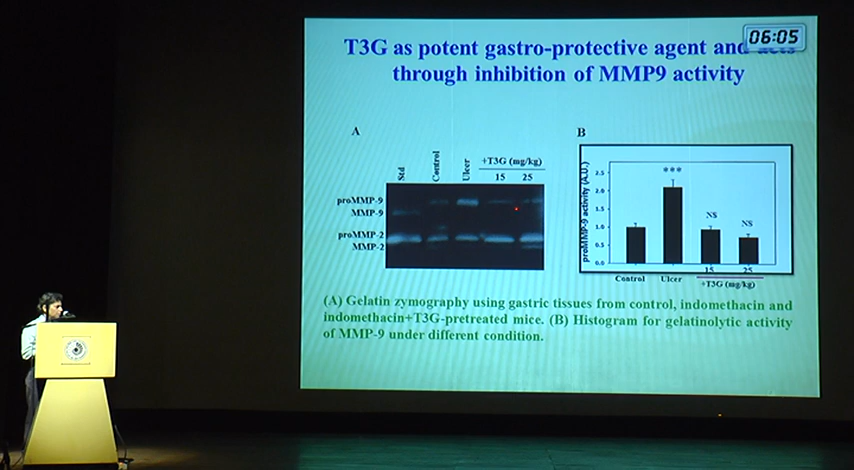 06:05
T3G as potent gastro-protective agent and acts
through inhibition of MMP9 activity
A
Std
Control
Ulcer
+T3G (mg/kg)
15 25
proMMP-9
MMP-9
proMMP-2
MMP-2
B
proMMP-9 activity (A.U.)
2.5
2.0
1.5
1.0
0.5
0.0
***
NS
NS
Control Ulcer 15 25
+T3G (mg/kg)
(A) Gelatin zymography using gastric tissues from control, indomethacin and
indomethacin+T3G-pretreated mice. (B) Histogram for gelatinolytic activity
of MMP-9 under different condition.